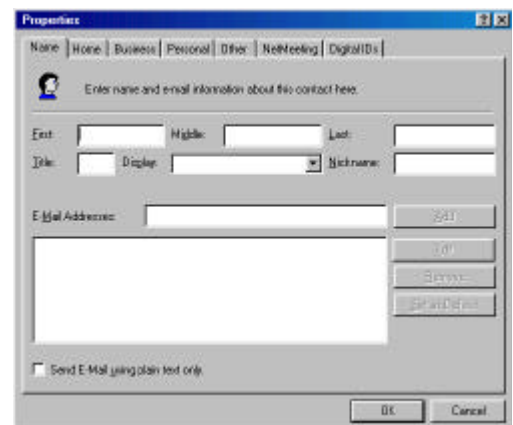 Properties
Name Home Business Personal Other NetMeeting Digital IDs
Enter name and e-mail information about this contact here.
First: Middle: Last:
Title: Display: Nickname:
E-Mail Addresses: Add
Edit
Remove
Set as Default
Send E-Mail using plain text only.
OK Cancel